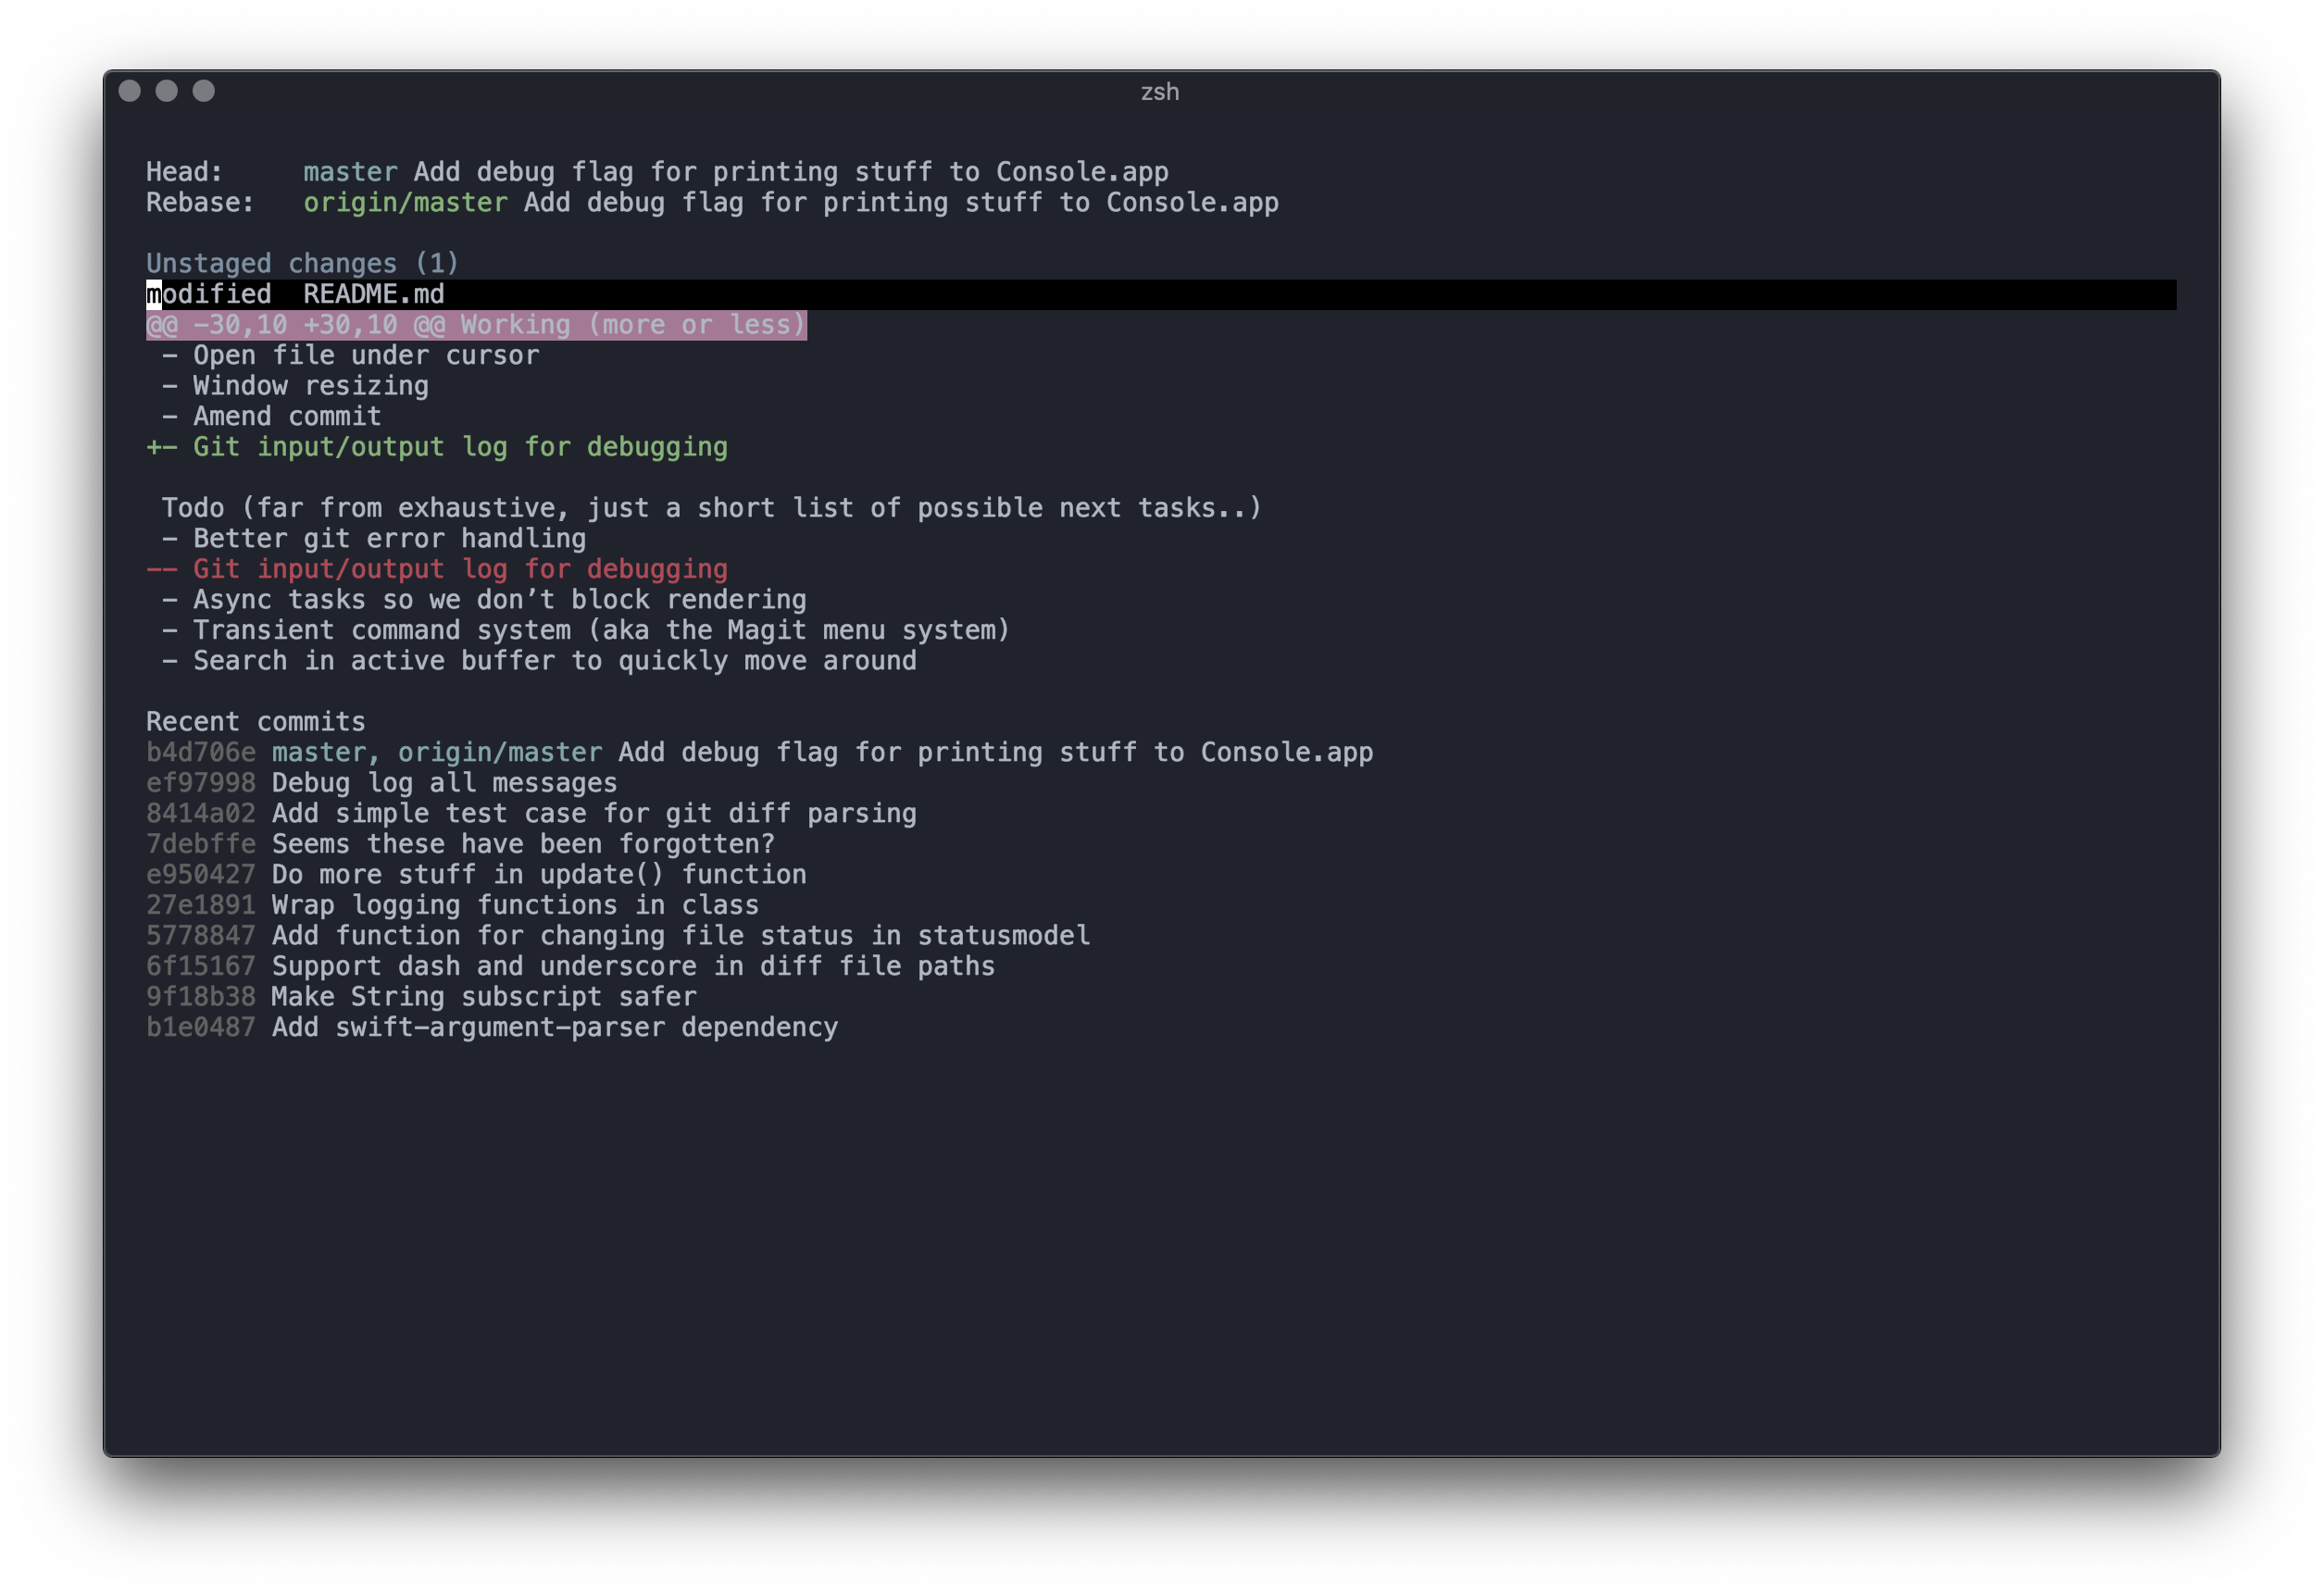 zsh
Head:     master Add debug flag for printing stuff to Console.app
Rebase:   origin/master Add debug flag for printing stuff to Console.app
Unstaged changes (1)
modified  README.md
@@ -30,10 +30,10 @@ Working (more or less)
 - Open file under cursor
 - Window resizing
 - Amend commit
+- Git input/output log for debugging
 Todo (far from exhaustive, just a short list of possible next tasks..)
 - Better git error handling
-- Git input/output log for debugging
 - Async tasks so we don’t block rendering
 - Transient command system (aka the Magit menu system)
 - Search in active buffer to quickly move around
Recent commits
b4d706e master, origin/master Add debug flag for printing stuff to Console.app
ef97998 Debug log all messages
8414a02 Add simple test case for git diff parsing
7debffe Seems these have been forgotten?
e950427 Do more stuff in update() function
27e1891 Wrap logging functions in class
5778847 Add function for changing file status in statusmodel
6f15167 Support dash and underscore in diff file paths
9f18b38 Make String subscript safer
b1e0487 Add swift-argument-parser dependency